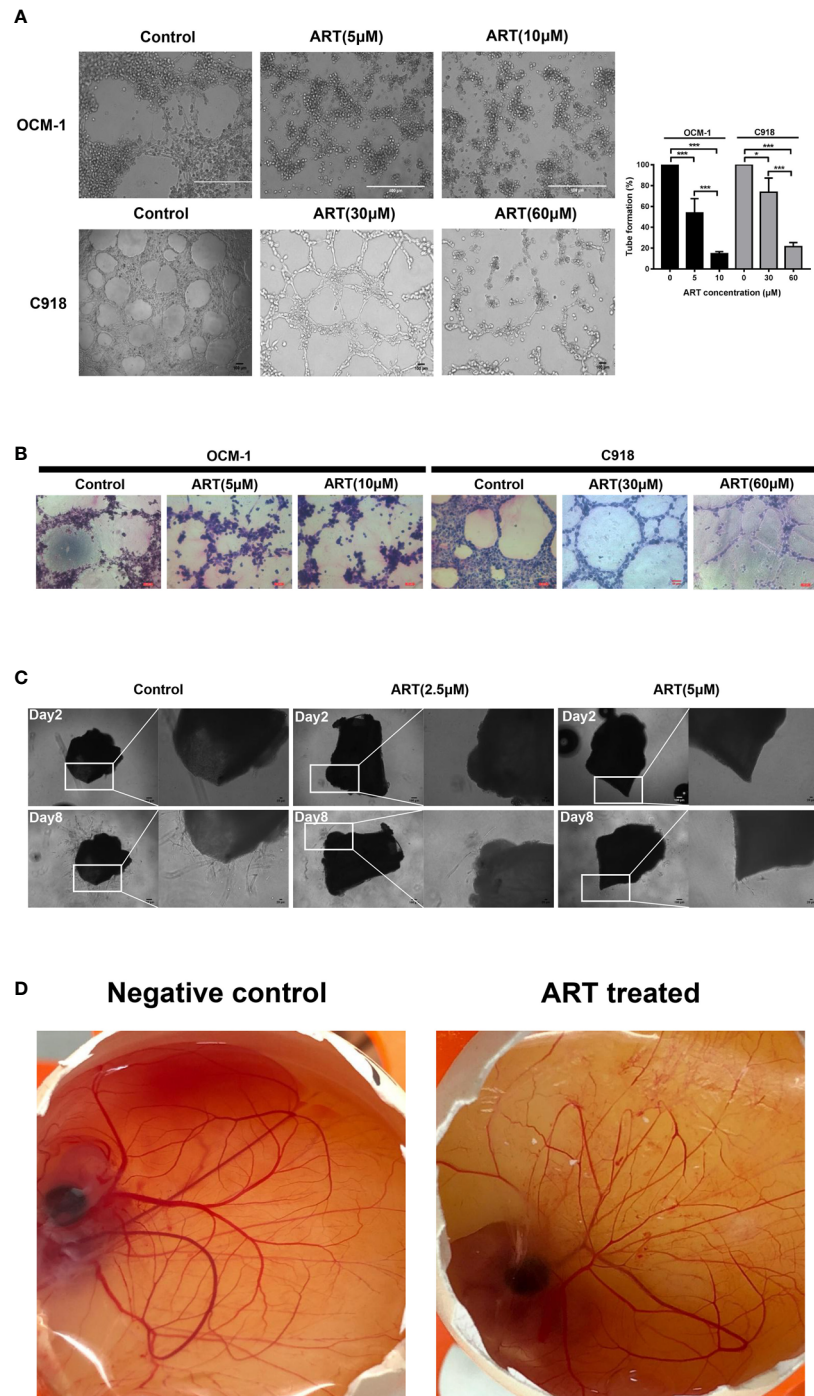 A
Control ART(5μM) ART(10μM)
OCM-1
Control ART(30μM) ART(60μM)
C918
OCM-1 C918
*** ***
*** * ***
***
Tube formation (%)
100
80
60
40
20
0
0 5 10 0 30 60
ART concentration (μM)
B
OCM-1 C918
Control ART(5μM) ART(10μM) Control ART(30μM) ART(60μM)
C
Control ART(2.5μM) ART(5μM)
Day2 Day2 Day2
Day8 Day8 Day8
D
Negative control ART treated